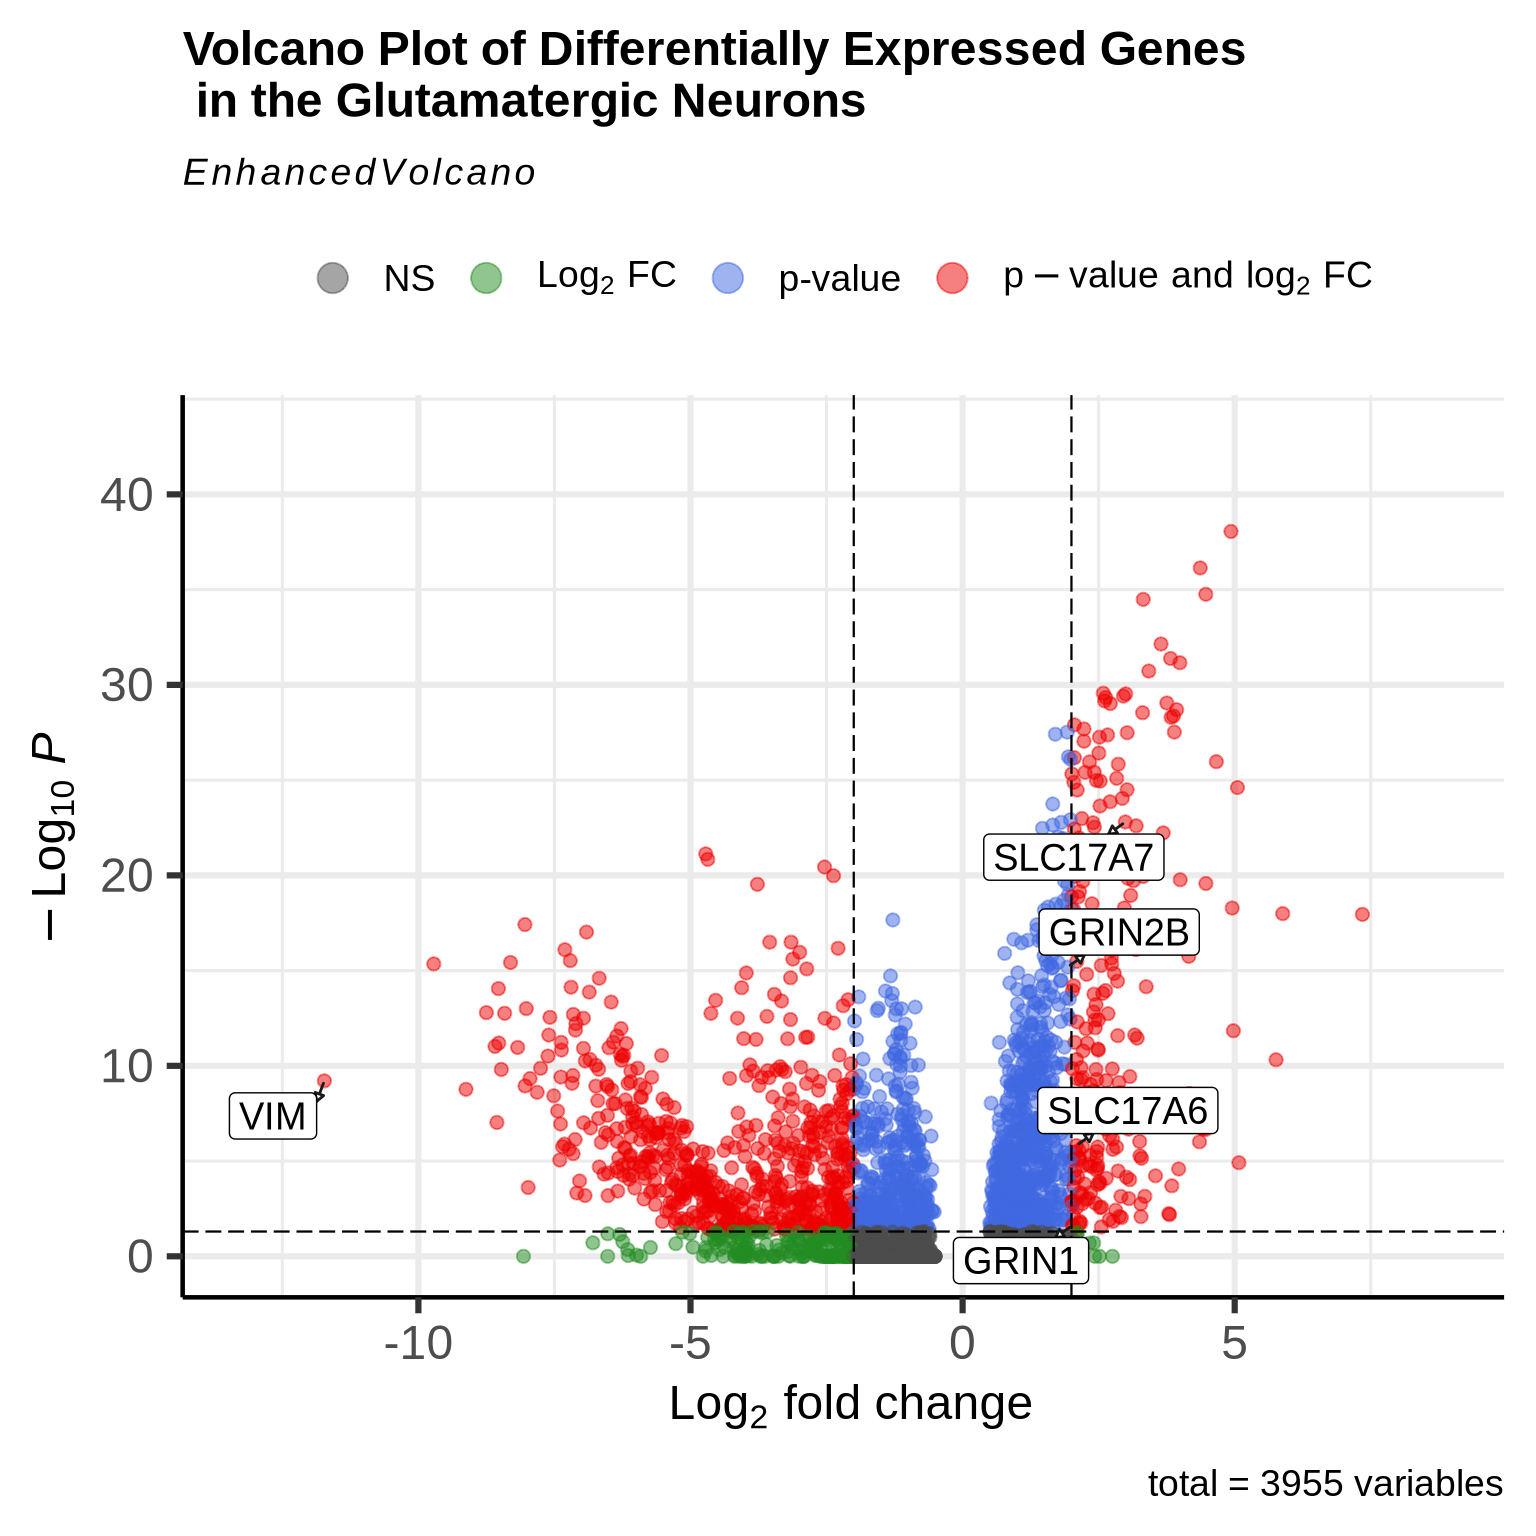 Volcano Plot of Differentially Expressed Genes
in the Glutamatergic Neurons
EnhancedVolcano
NS Log₂ FC p-value p − value and log₂ FC
40
30
20
10
0
− Log₁₀ P
SLC17A7
GRIN2B
VIM
SLC17A6
GRIN1
-10 -5 0 5
Log₂ fold change
total = 3955 variables